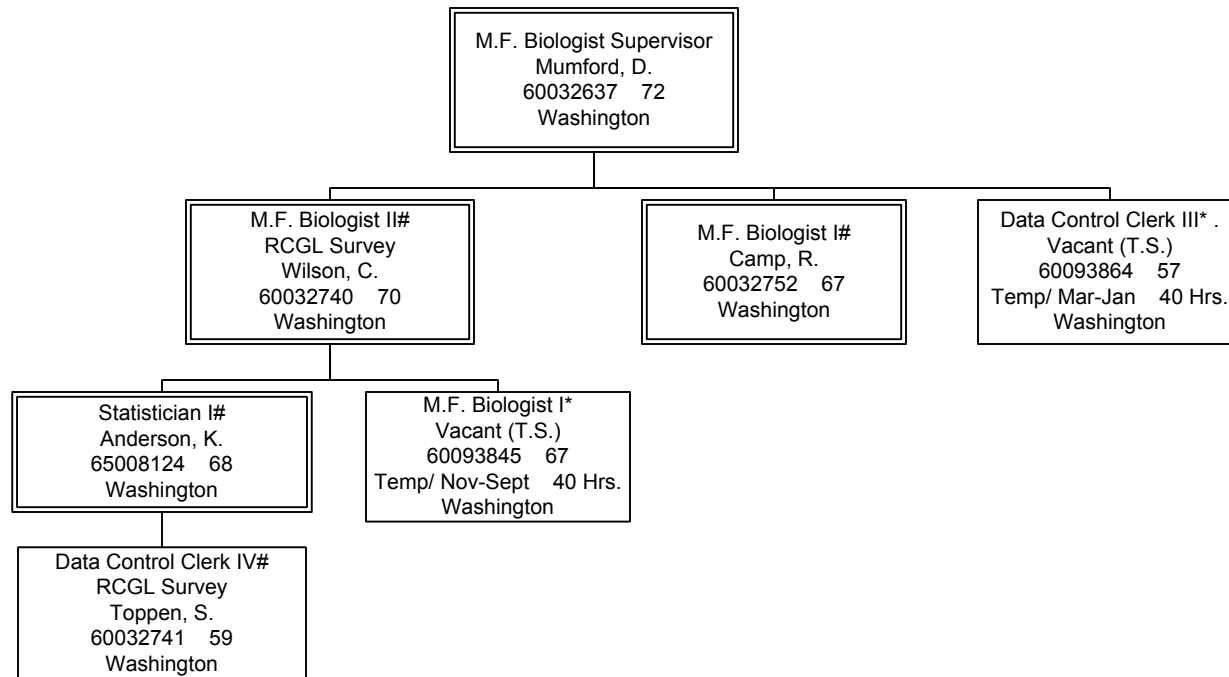 M.F. Biologist Supervisor
Mumford, D.
60032637 72
Washington
M.F. Biologist II#
RCGL Survey
Wilson, C.
60032740 70
Washington
M.F. Biologist I#
Camp, R.
60032752 67
Washington
Data Control Clerk III* .
Vacant (T.S.)
60093864 57
Temp/ Mar-Jan 40 Hrs.
Washington
Statistician I#
Anderson, K.
65008124 68
Washington
M.F. Biologist I*
Vacant (T.S.)
60093845 67
Temp/ Nov-Sept 40 Hrs.
Washington
Data Control Clerk IV#
RCGL Survey
Toppen, S.
60032741 59
Washington